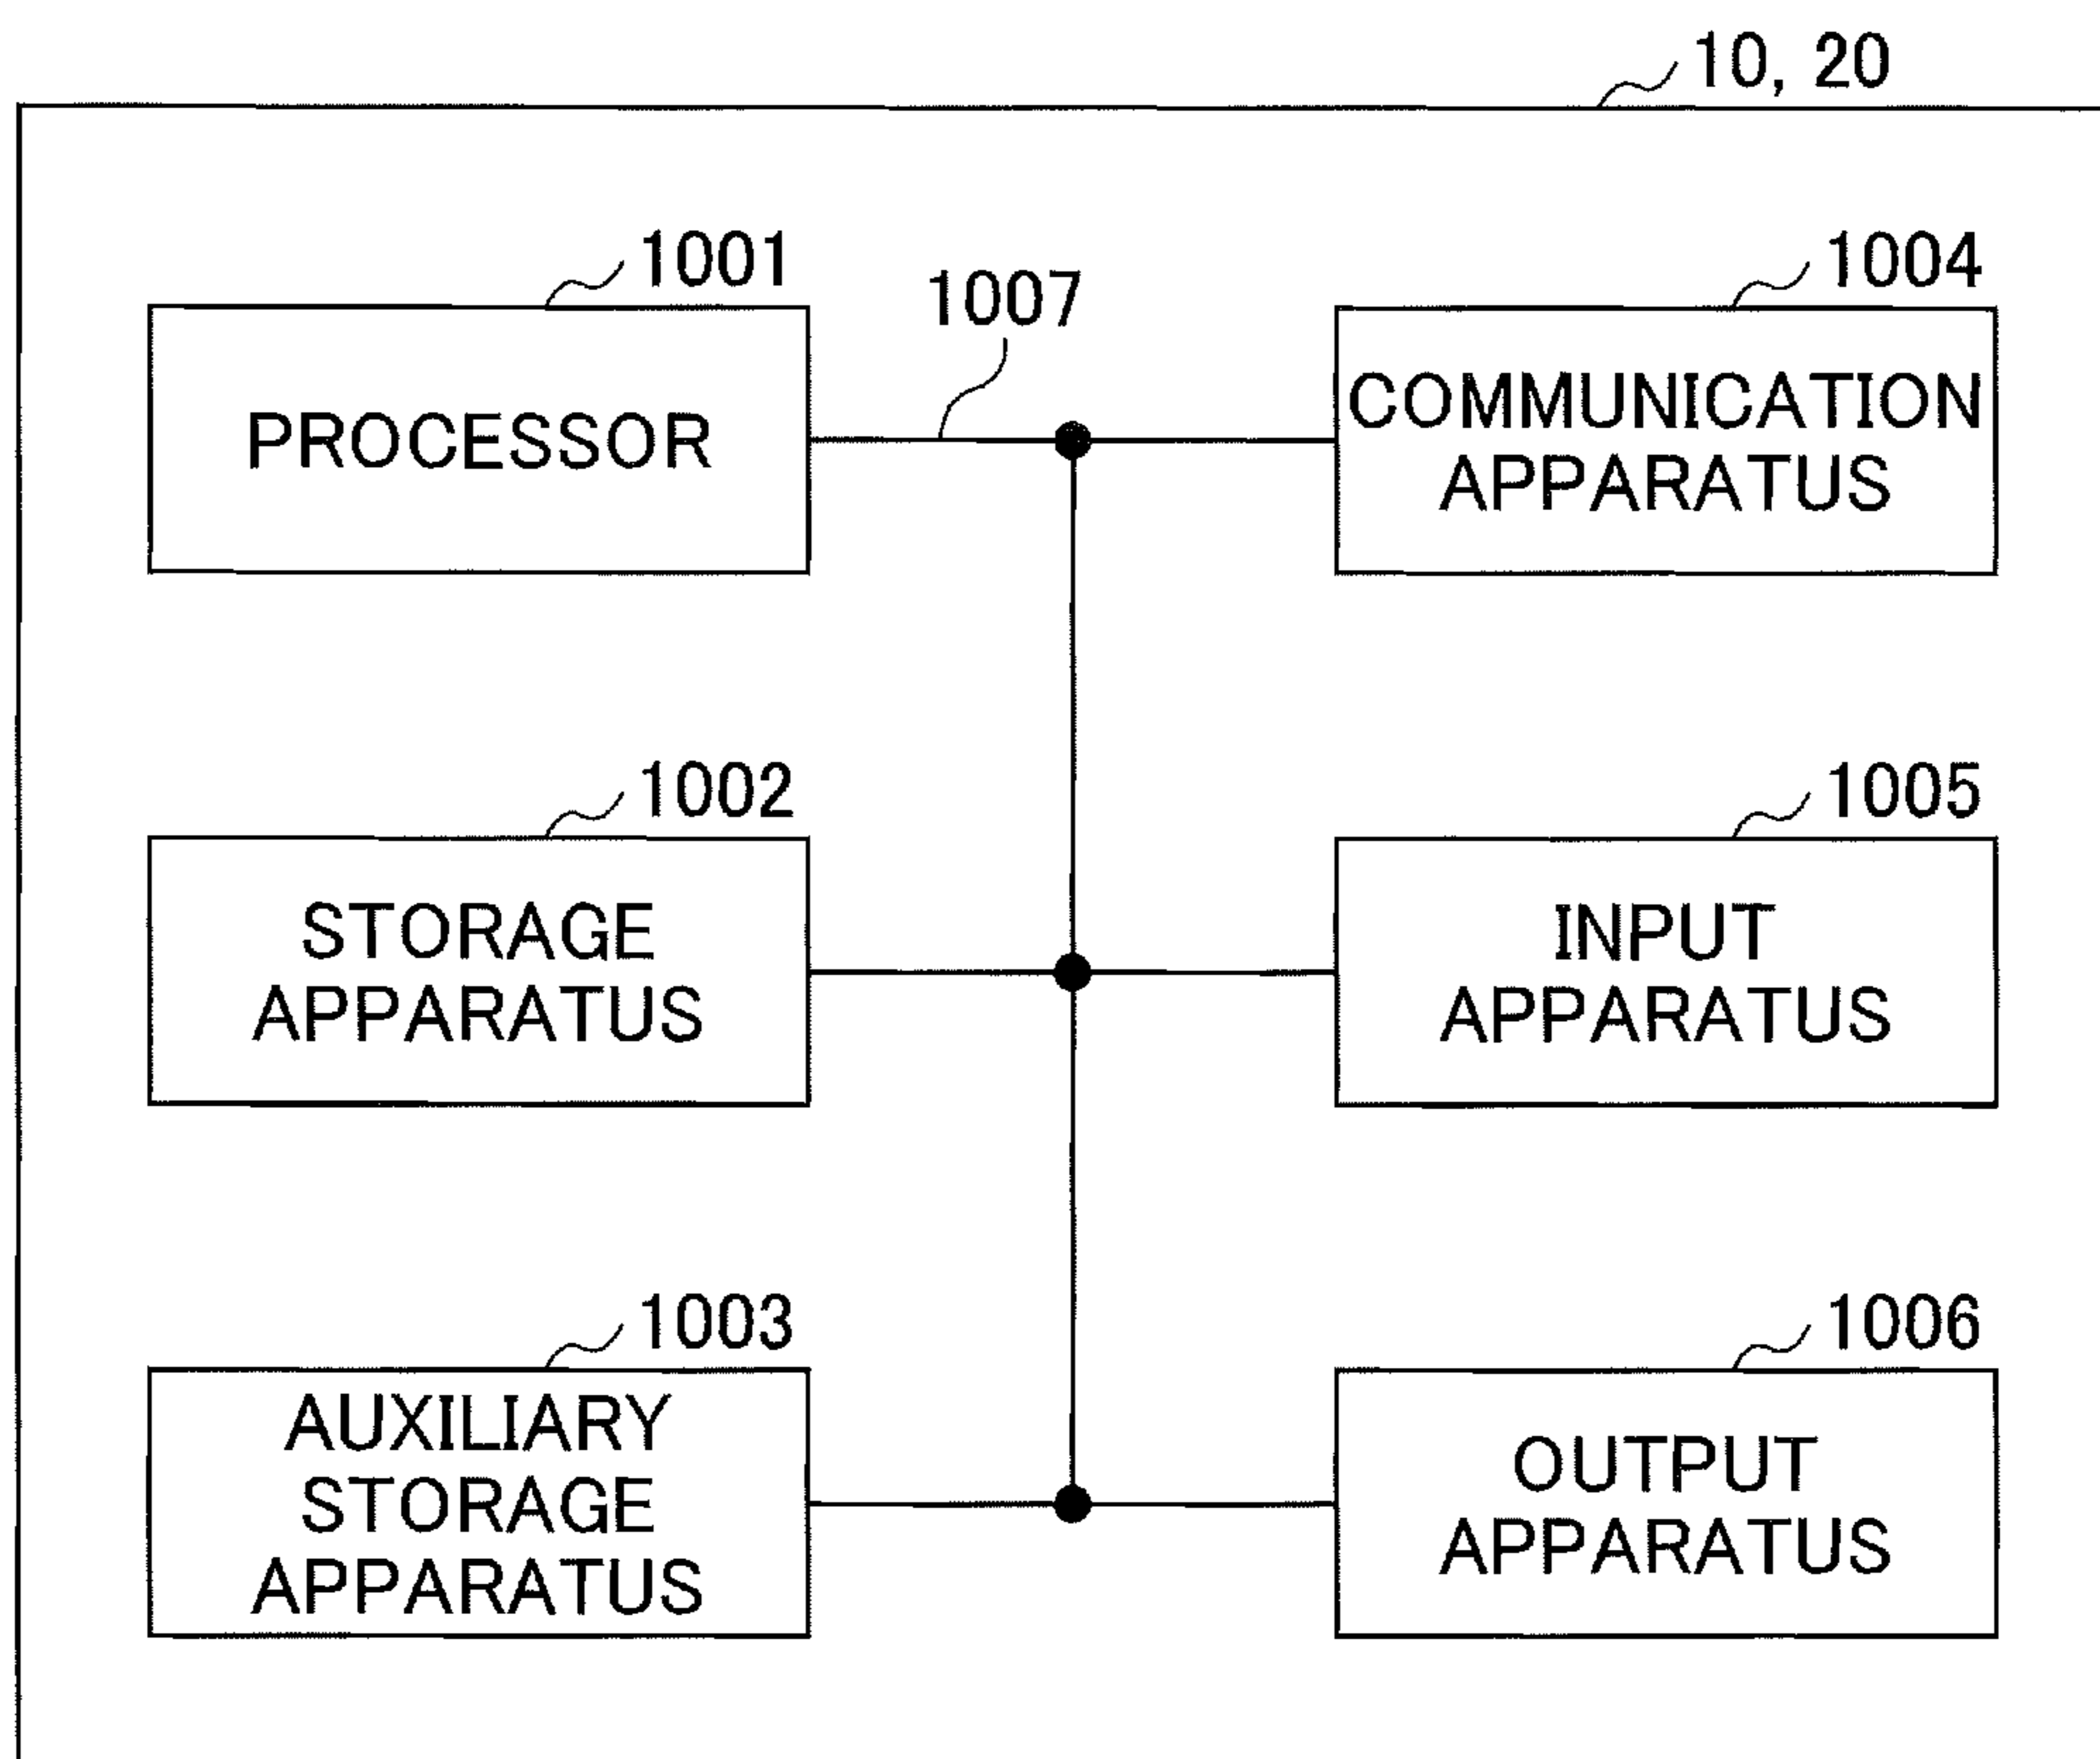 10, 20
1001
PROCESSOR
1007
1004
COMMUNICATION
APPARATUS
1002
STORAGE
APPARATUS
1005
INPUT
APPARATUS
1003
AUXILIARY
STORAGE
APPARATUS
1006
OUTPUT
APPARATUS